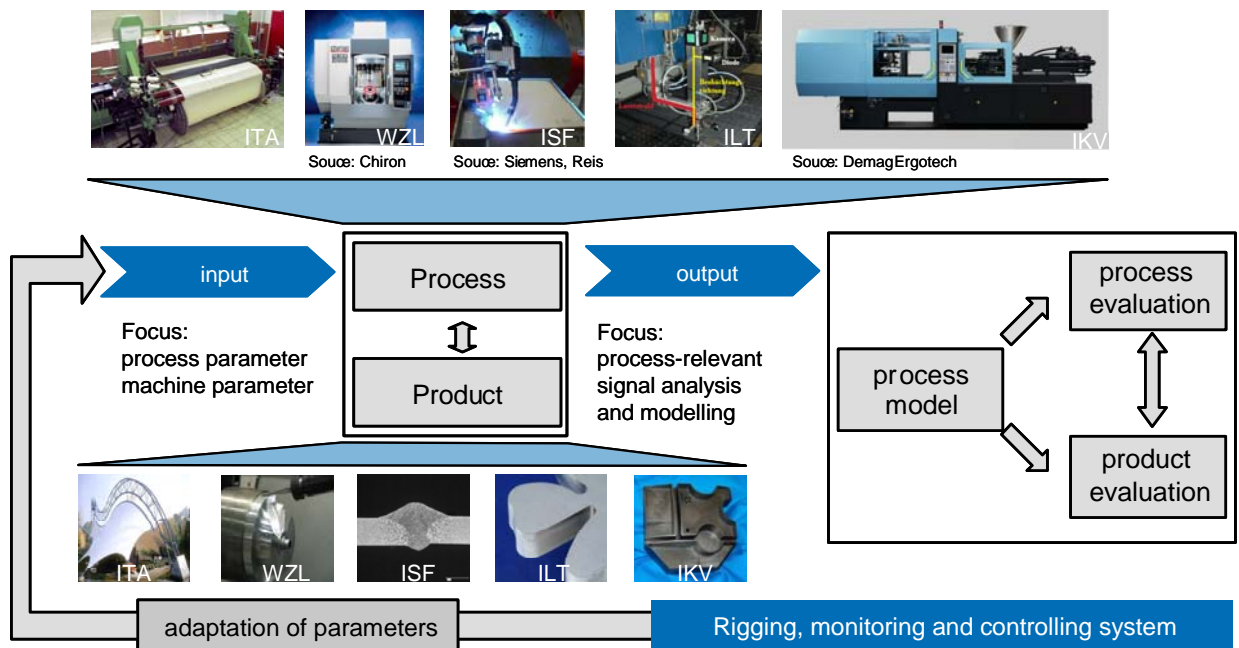 ITA
WZL
ISF
ILT
IKV
Kamera
Diode
Souce: Chiron
Souce: Siemens, Reis
Souce: DemagErgotech
input
Process
output
process
evaluation
Focus:
process parameter
machine parameter
Product
Focus:
process-relevant
signal analysis
and modelling
process
model
product
evaluation
ITA
WZL
ISF
ILT
IKV
adaptation of parameters
Rigging, monitoring and controlling system